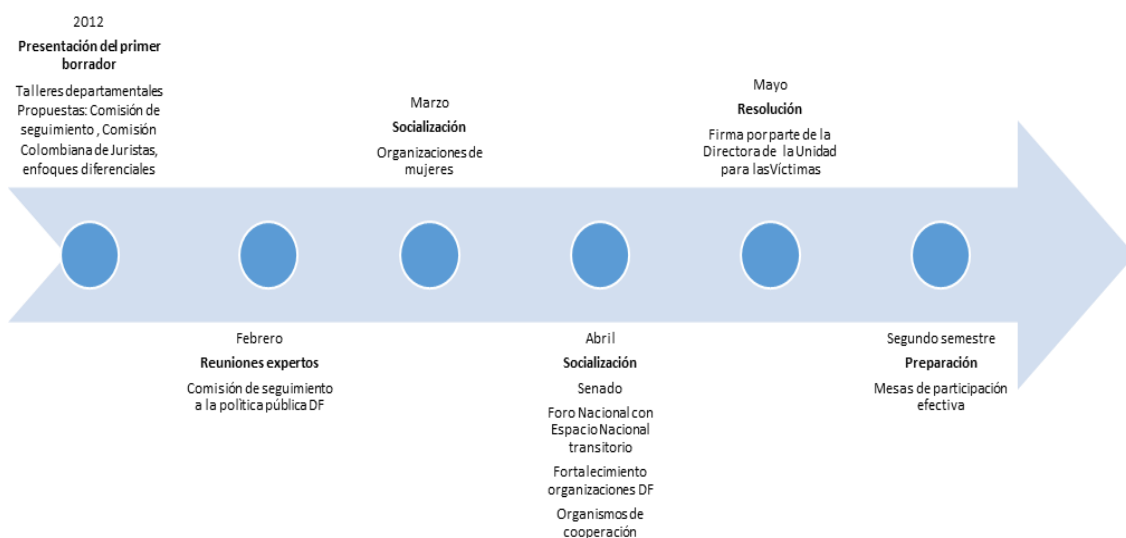 2012
Presentación del primer
borrador
Talleres departamentales
Propuestas: Comisión de
seguimiento , Comisión
Colombiana de Juristas,
enfoques diferenciales
Febrero
Reuniones expertos
Comisión de seguimiento
a la política pública DF
Marzo
Socialización
Organizaciones de
mujeres
Abril
Socialización
Senado
Foro Nacional con
Espacio Nacional
transitorio
Fortalecimiento
organizaciones DF
Organismos de
cooperación
Mayo
Resolución
Firma por parte de la
Directora de la Unidad
para las Víctimas
Segundo semestre
Preparación
Mesas de participación
efectiva